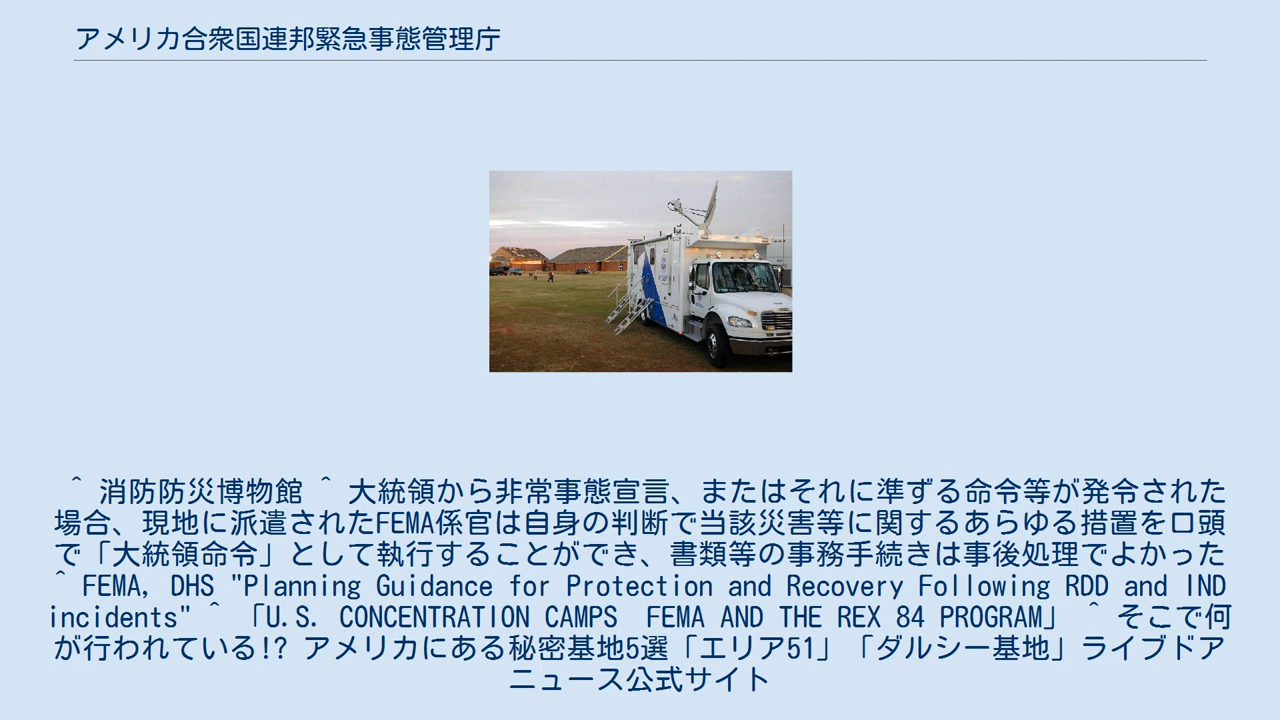 アメリカ合衆国連邦緊急事態管理庁
^ 消防防災博物館 ^ 大統領から非常事態宣言、またはそれに準ずる命令等が発令された
場合、現地に派遣されたFEMA係官は自身の判断で当該災害等に関するあらゆる措置を口頭
で「大統領命令」として執行することができ、書類等の事務手続きは事後処理でよかった
^ FEMA, DHS "Planning Guidance for Protection and Recovery Following RDD and IND
incidents" ^ 「U.S. CONCENTRATION CAMPS　FEMA AND THE REX 84 PROGRAM」 ^ そこで何
が行われている!? アメリカにある秘密基地5選「エリア51」「ダルシー基地」ライブドア
ニュース公式サイト